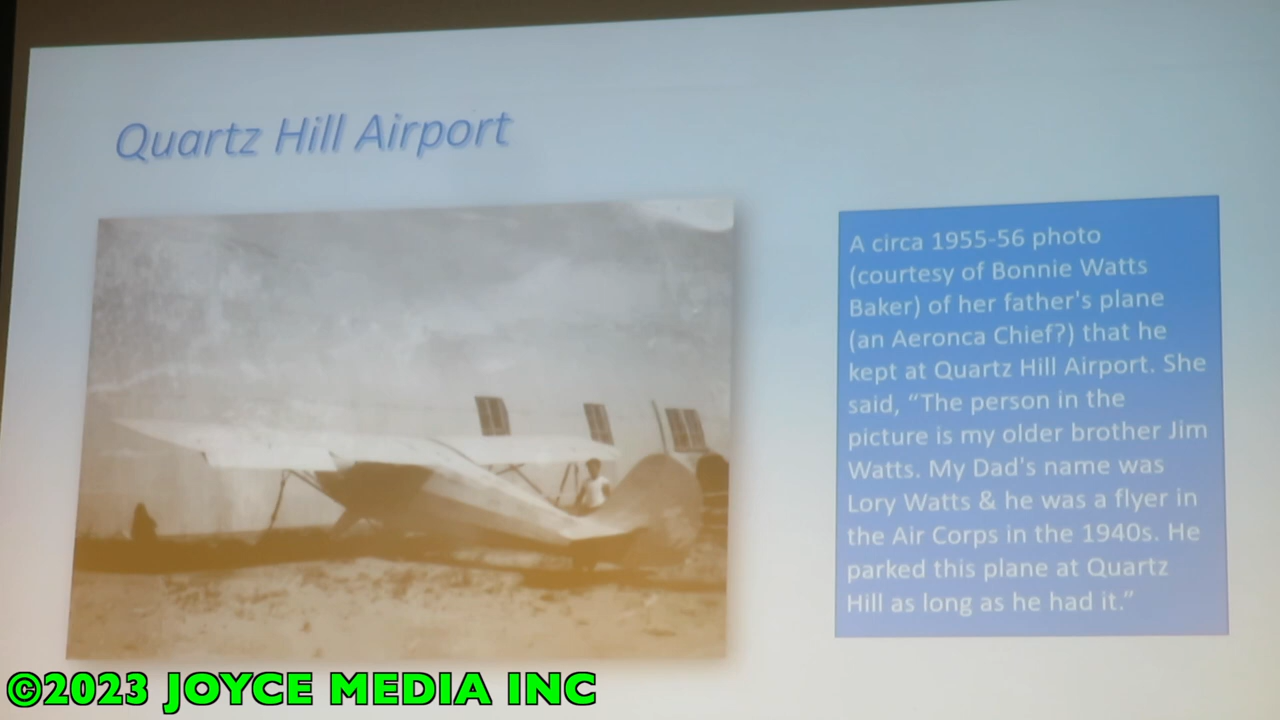 Quartz Hill Airport
A circa 1955-56 photo
(courtesy of Bonnie Watts
Baker) of her father's plane
(an Aeronca Chief?) that he
kept at Quartz Hill Airport. She
said, “The person in the
picture is my older brother Jim
Watts. My Dad's name was
Lory Watts & he was a flyer in
the Air Corps in the 1940s. He
parked this plane at Quartz
Hill as long as he had it.”
©2023 JOYCE MEDIA INC